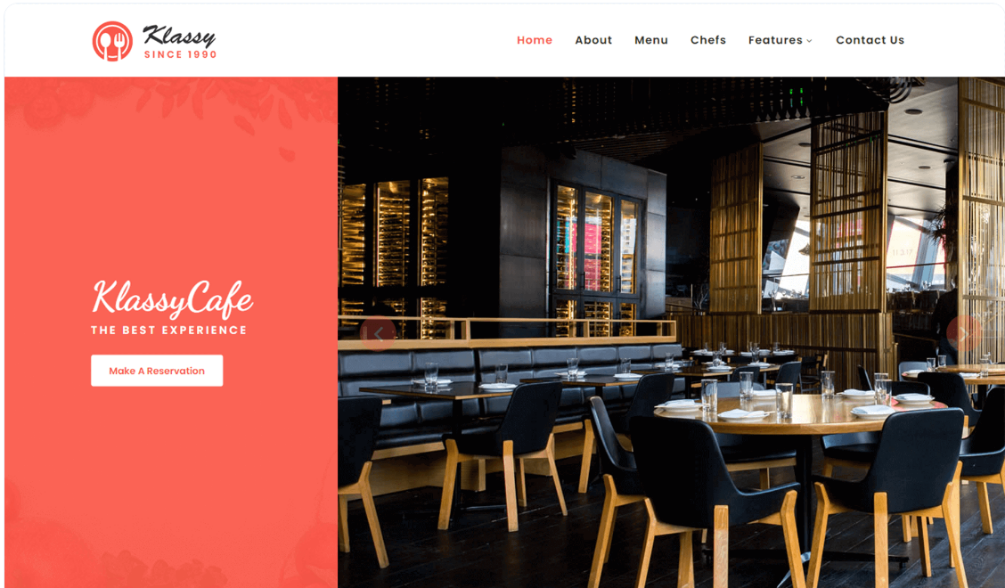 Klassy
SINCE 1990
Home About Menu Chefs Features Contact Us
KlassyCafe
THE BEST EXPERIENCE
Make A Reservation